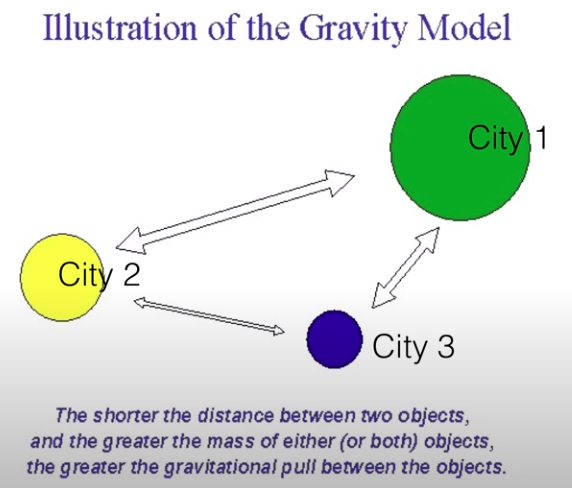 Illustration of the Gravity Model
City 1
City 2
City 3
The shorter the distance between two objects,
and the greater the mass of either (or both) objects,
the greater the gravitational pull between the objects.